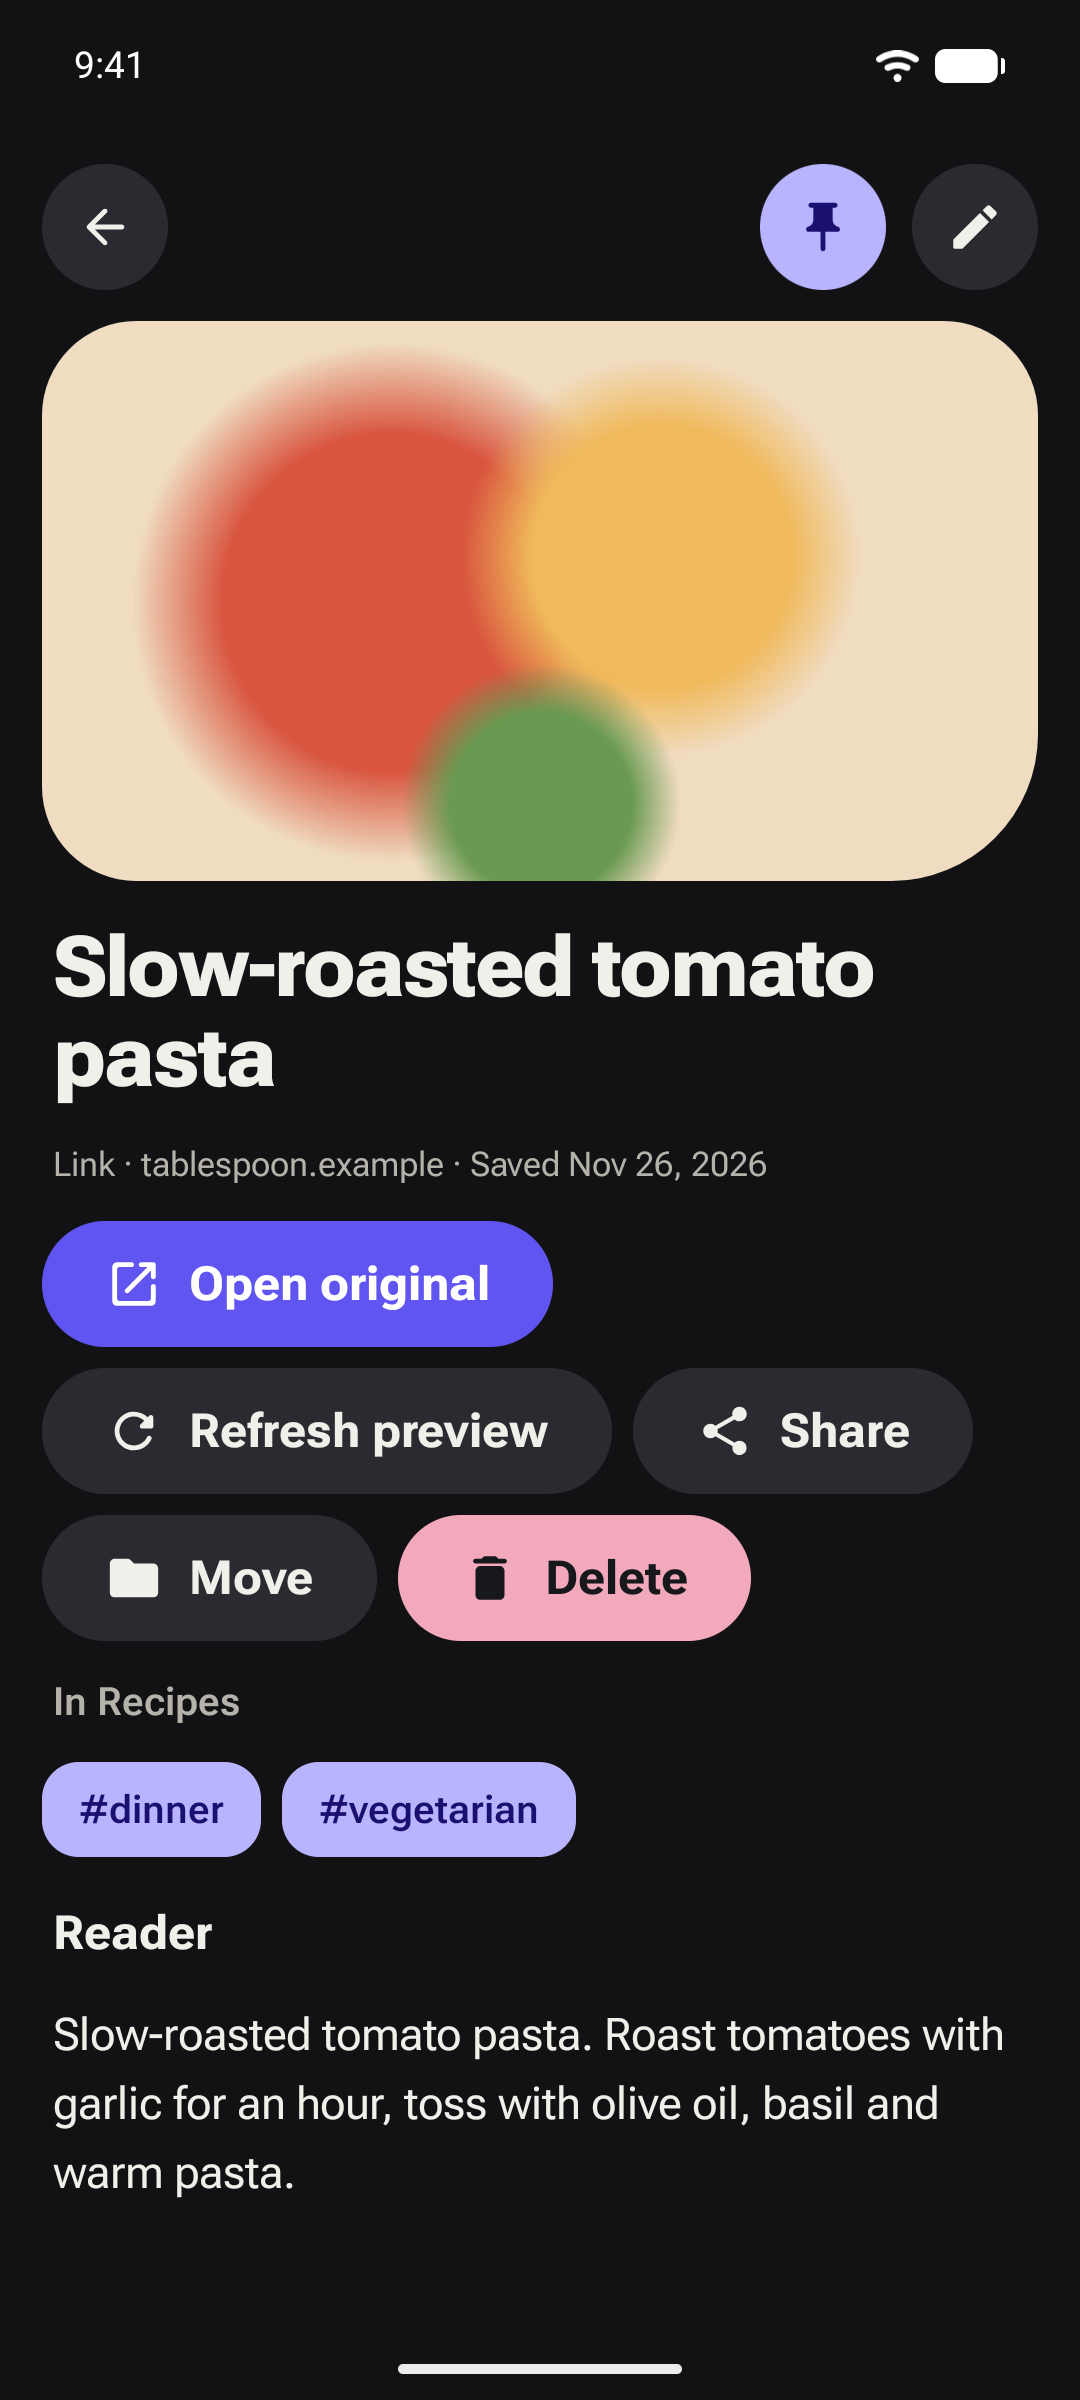 9:41
Slow-roasted tomato
pasta
Link · tablespoon.example · Saved Nov 26, 2026
Open original
Refresh preview
Share
Move
Delete
In Recipes
#dinner
#vegetarian
Reader
Slow-roasted tomato pasta. Roast tomatoes with
garlic for an hour, toss with olive oil, basil and
warm pasta.